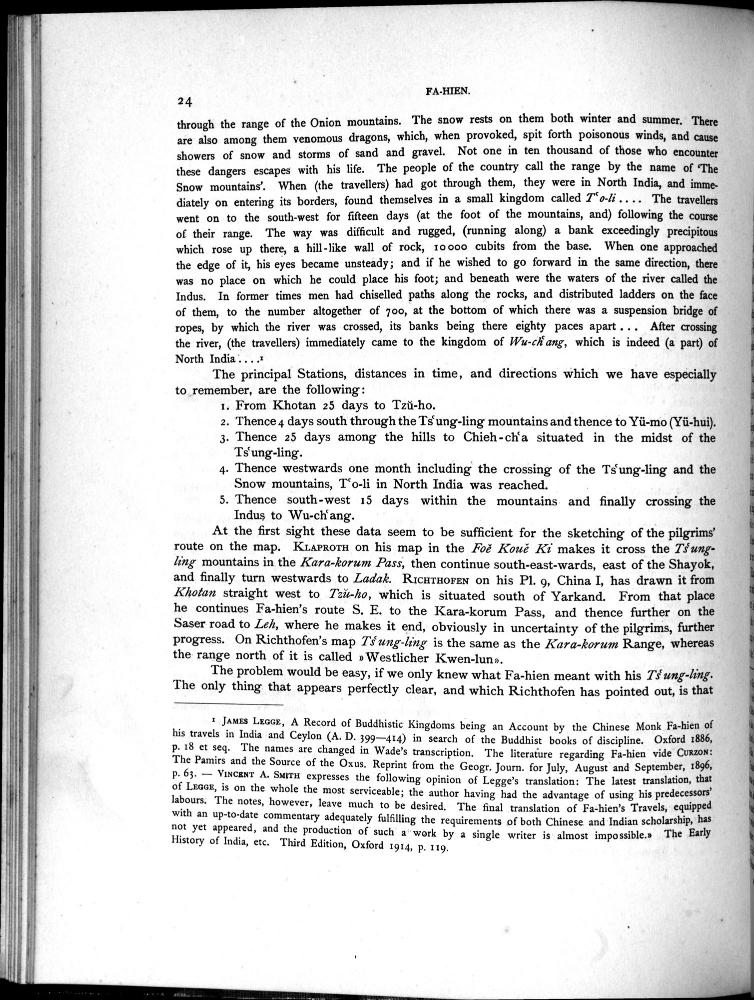 FA-HIEN.
24
through the range of the Onion mountains. The snow rests on them both winter and summer. There
are also among them venomous dragons, which, when provoked, spit forth poisonous winds, and cause
showers of snow and storms of sand and gravel. Not one in ten thousand of those who encounter
these dangers escapes with his life. The people of the country call the range by the name of 'The
Snow mountains'. When (the travellers) had got through them, they were in North India, and imme-
diately on entering its borders, found themselves in a small kingdom called T‘o-li .... The travellers
went on to the south-west for fifteen days (at the foot of the mountains, and) following the course
of their range. The way was difficult and rugged, (running along) a bank exceedingly precipitous
which rose up there, a hill-like wall of rock, 10 000 cubits from the base. When one approached
the edge of it, his eyes became unsteady; and if he wished to go forward in the same direction, there
was no place on which he could place his foot; and beneath were the waters of the river called the
Indus. In former times men had chiselled paths along the rocks, and distributed ladders on the face
of them, to the number altogether of 700, at the bottom of which there was a suspension bridge of
ropes, by which the river was crossed, its banks being there eighty paces apart ... After crossing
the river, (the travellers) immediately came to the kingdom of Wu-ch‘ang, which is indeed (a part) of
North India ....¹
The principal Stations, distances in time, and directions which we have especially
to remember, are the following:
1. From Khotan 25 days to Tzŭ-ho.
2. Thence 4 days south through the Ts‘ung-ling mountains and thence to Yü-mo (Yü-hui).
3. Thence 25 days among the hills to Chieh-ch‘a situated in the midst of the
Ts‘ung-ling.
4. Thence westwards one month including the crossing of the Ts‘ung-ling and the
Snow mountains, T‘o-li in North India was reached.
5. Thence south-west 15 days within the mountains and finally crossing the
Indus to Wu-ch‘ang.
At the first sight these data seem to be sufficient for the sketching of the pilgrims'
route on the map. KLAPROTH on his map in the Foĕ Kouĕ Ki makes it cross the Ts‘ung-
ling mountains in the Kara-korum Pass, then continue south-east-wards, east of the Shayok,
and finally turn westwards to Ladak. RICHTHOFEN on his Pl. 9, China I, has drawn it from
Khotan straight west to Tzŭ-ho, which is situated south of Yarkand. From that place
he continues Fa-hien's route S. E. to the Kara-korum Pass, and thence further on the
Saser road to Leh, where he makes it end, obviously in uncertainty of the pilgrims, further
progress. On Richthofen's map Ts‘ung-ling is the same as the Kara-korum Range, whereas
the range north of it is called »Westlicher Kwen-lun».
The problem would be easy, if we only knew what Fa-hien meant with his Ts‘ung-ling.
The only thing that appears perfectly clear, and which Richthofen has pointed out, is that
¹ JAMES LEGGE, A Record of Buddhistic Kingdoms being an Account by the Chinese Monk Fa-hien of
his travels in India and Ceylon (A. D. 399—414) in search of the Buddhist books of discipline. Oxford 1886,
p. 18 et seq. The names are changed in Wade's transcription. The literature regarding Fa-hien vide CURZON:
The Pamirs and the Source of the Oxus. Reprint from the Geogr. Journ. for July, August and September, 1896,
p. 63. — VINCENT A. SMITH expresses the following opinion of Legge's translation: The latest translation, that
of LEGGE, is on the whole the most serviceable; the author having had the advantage of using his predecessors'
labours. The notes, however, leave much to be desired. The final translation of Fa-hien's Travels, equipped
with an up-to-date commentary adequately fulfilling the requirements of both Chinese and Indian scholarship, has
not yet appeared, and the production of such a work by a single writer is almost impossible.» The Early
History of India, etc. Third Edition, Oxford 1914, p. 119.